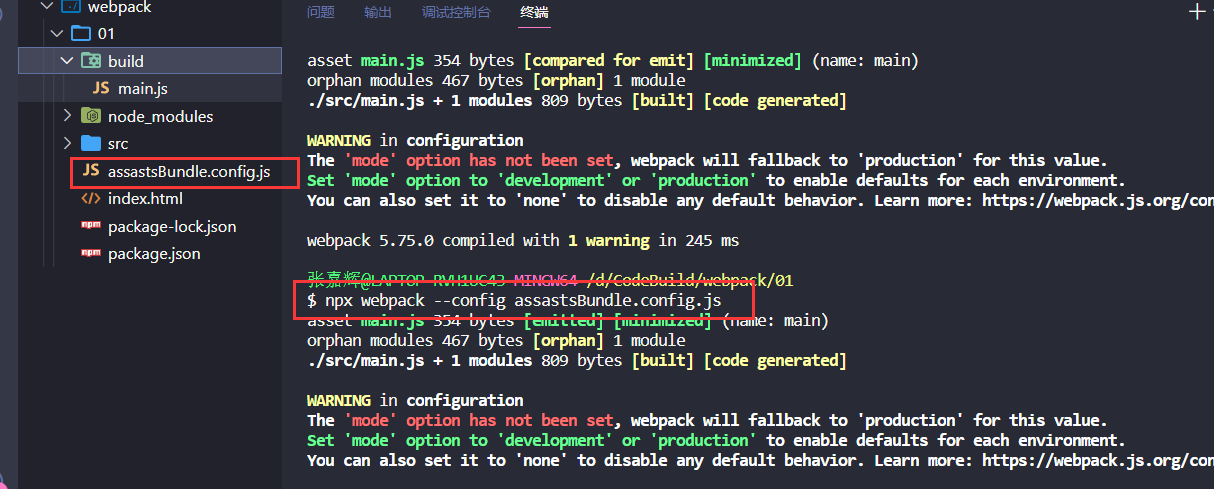 webpack
01
build
main.js
node_modules
src
assastsBundle.config.js
index.html
package-lock.json
package.json
问题 输出 调试控制台 终端
asset main.js 354 bytes [compared for emit] [minimized] (name: main)
orphan modules 467 bytes [orphan] 1 module
./src/main.js + 1 modules 809 bytes [built] [code generated]
WARNING in configuration
The 'mode' option has not been set, webpack will fallback to 'production' for this value.
Set 'mode' option to 'development' or 'production' to enable defaults for each environment.
You can also set it to 'none' to disable any default behavior. Learn more: https://webpack.js.org/con
webpack 5.75.0 compiled with 1 warning in 245 ms
张嘉辉@LAPTOP-RVH1UC43 MINGW64 /d/CodeBuild/webpack/01
$ npx webpack --config assastsBundle.config.js
asset main.js 354 bytes [emitted] [minimized] (name: main)
orphan modules 467 bytes [orphan] 1 module
./src/main.js + 1 modules 809 bytes [built] [code generated]
WARNING in configuration
The 'mode' option has not been set, webpack will fallback to 'production' for this value.
Set 'mode' option to 'development' or 'production' to enable defaults for each environment.
You can also set it to 'none' to disable any default behavior. Learn more: https://webpack.js.org/con